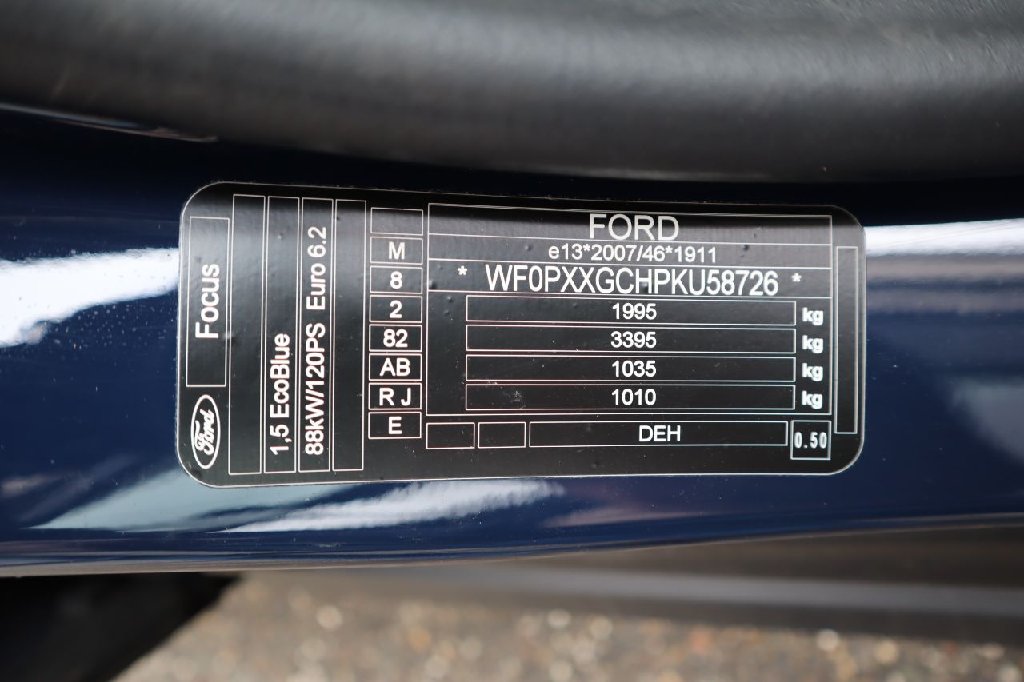 Focus
Ford
1,5 EcoBlue
88kW/120PS Euro 6.2
M
8
2
82
AB
R J
E
FORD
e13*2007/46*1911
* WF0PXXGCHPKU58726 *
1995 kg
3395 kg
1035 kg
1010 kg
DEH
0.50